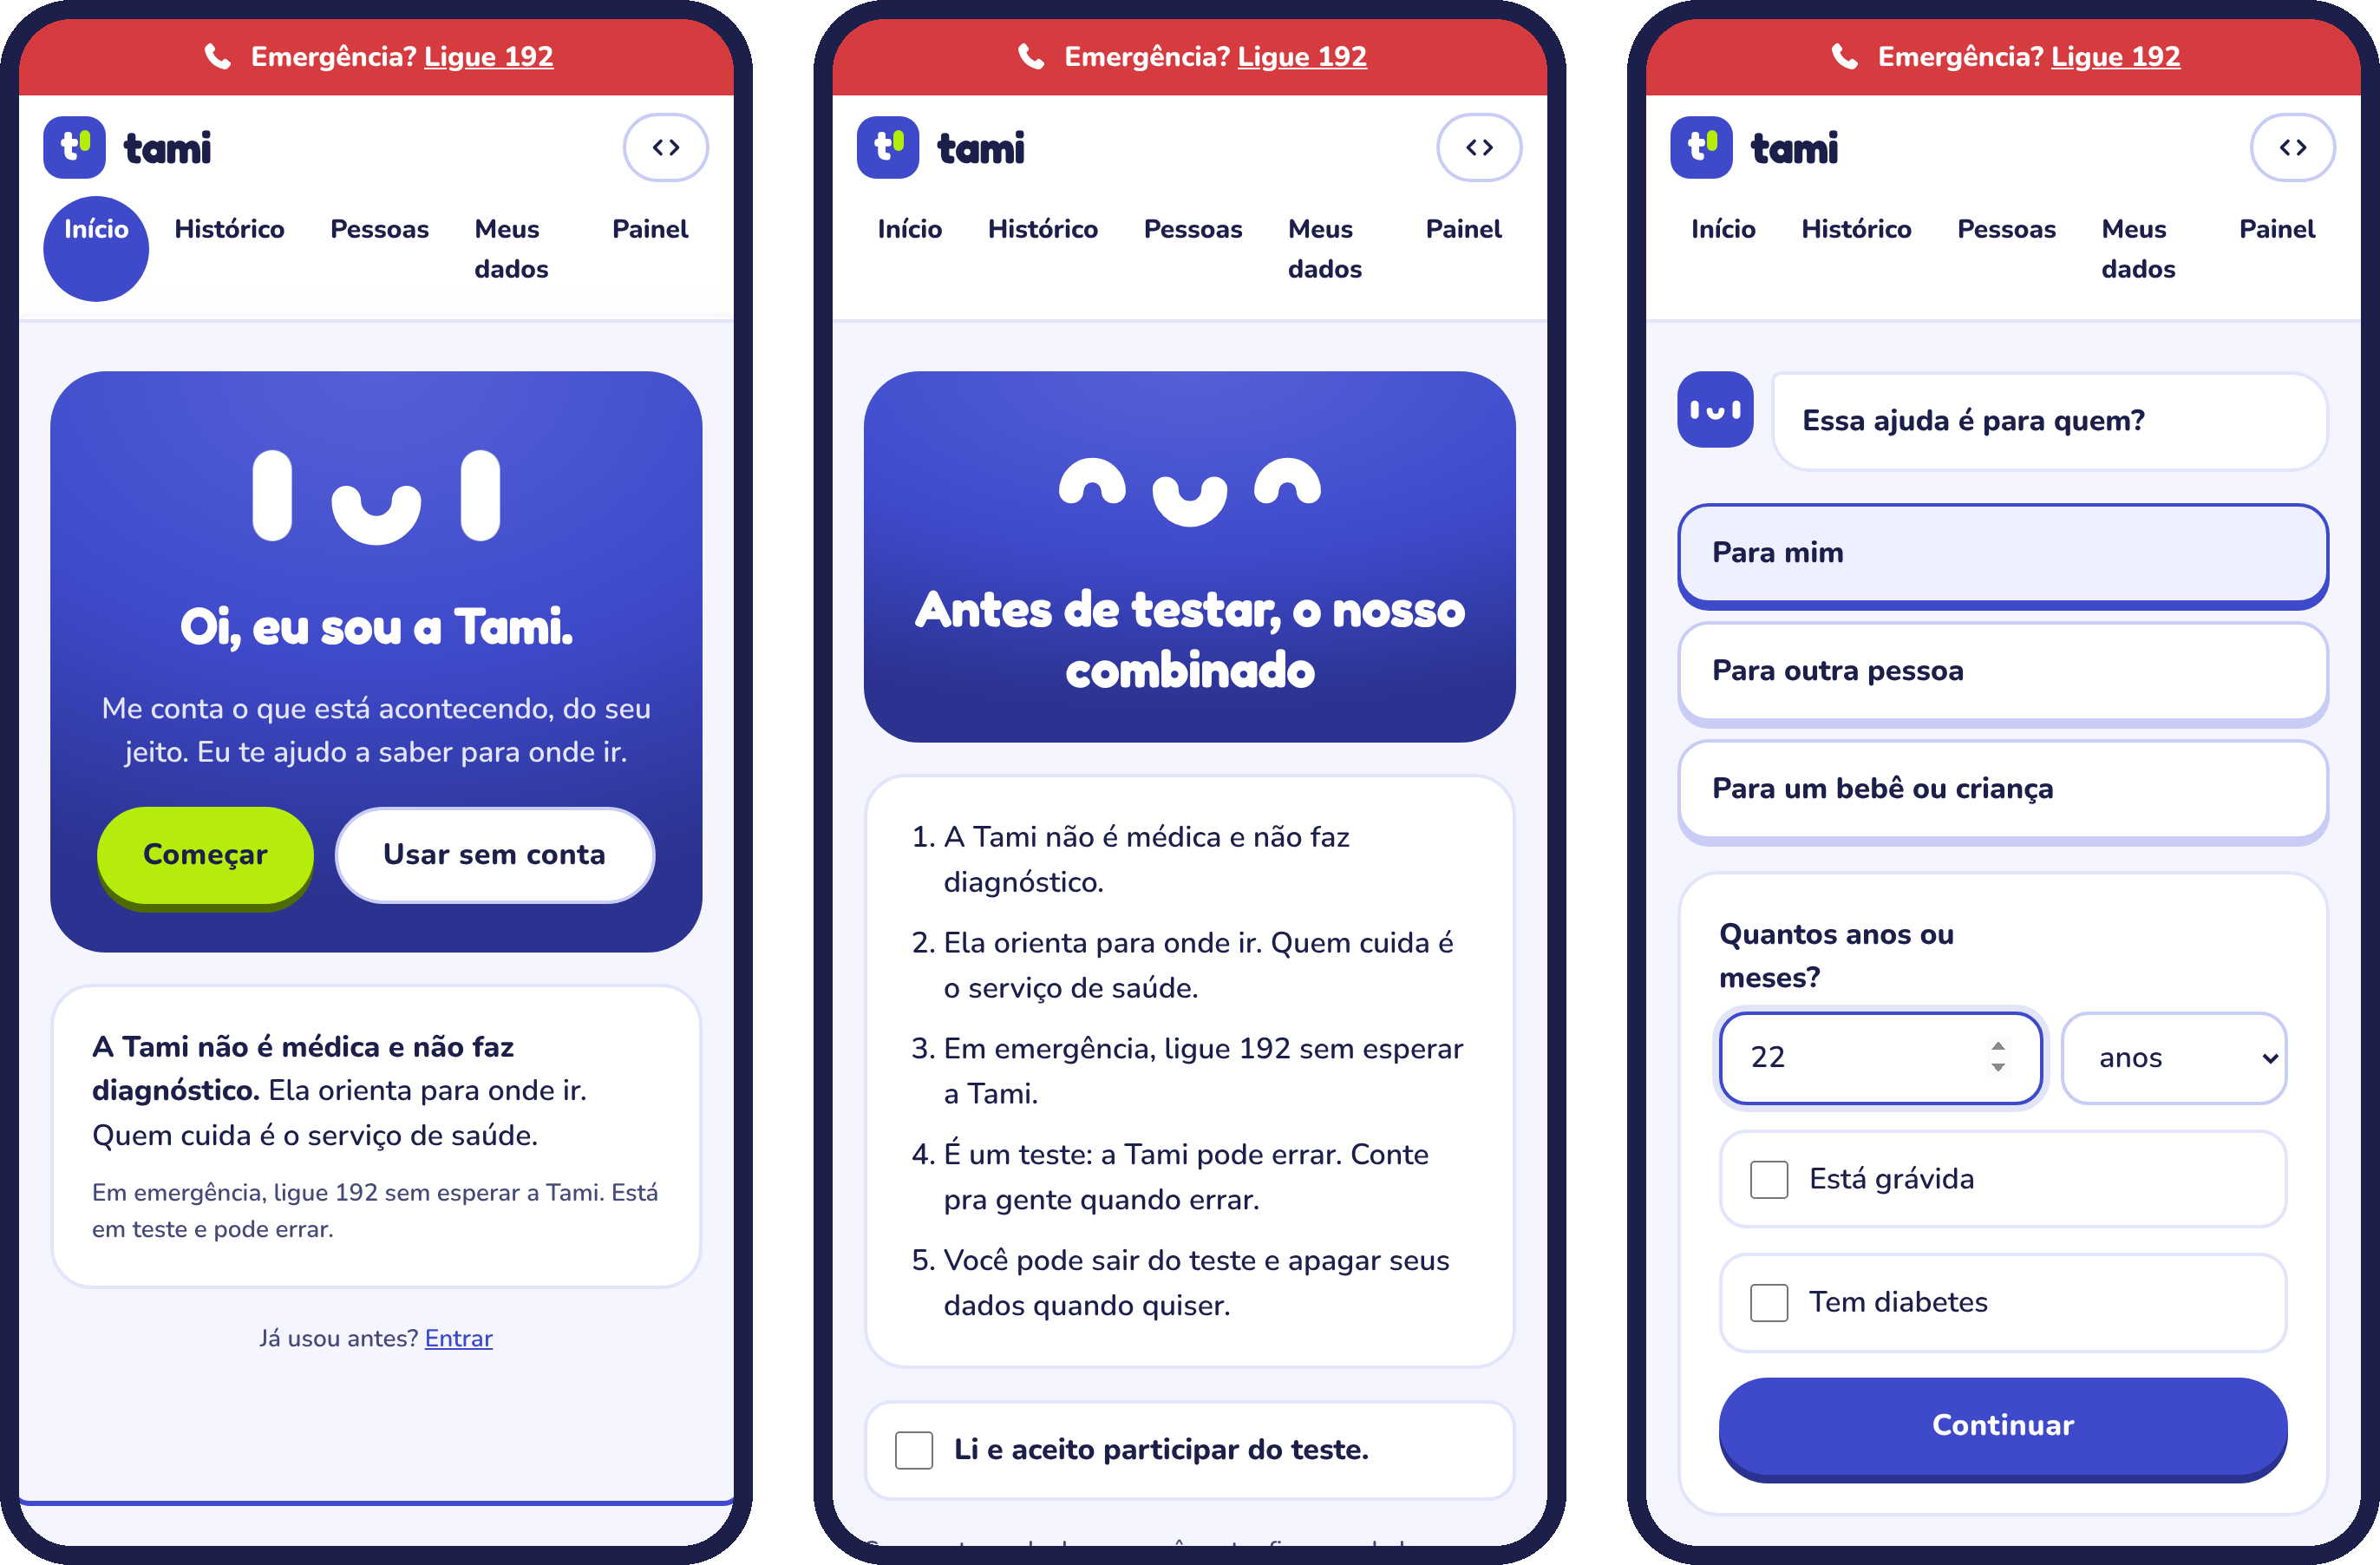 Emergência? Ligue 192
tami
Início Histórico Pessoas Meus dados Painel
Oi, eu sou a Tami.
Me conta o que está acontecendo, do seu
jeito. Eu te ajudo a saber para onde ir.
Começar
Usar sem conta
A Tami não é médica e não faz
diagnóstico. Ela orienta para onde ir.
Quem cuida é o serviço de saúde.
Em emergência, ligue 192 sem esperar a Tami. Está
em teste e pode errar.
Já usou antes? Entrar
Emergência? Ligue 192
tami
Início Histórico Pessoas Meus dados Painel
Antes de testar, o nosso
combinado
1. A Tami não é médica e não faz
diagnóstico.
2. Ela orienta para onde ir. Quem cuida é
o serviço de saúde.
3. Em emergência, ligue 192 sem esperar
a Tami.
4. É um teste: a Tami pode errar. Conte
pra gente quando errar.
5. Você pode sair do teste e apagar seus
dados quando quiser.
Li e aceito participar do teste.
Emergência? Ligue 192
tami
Início Histórico Pessoas Meus dados Painel
Essa ajuda é para quem?
Para mim
Para outra pessoa
Para um bebê ou criança
Quantos anos ou
meses?
22
anos
Está grávida
Tem diabetes
Continuar